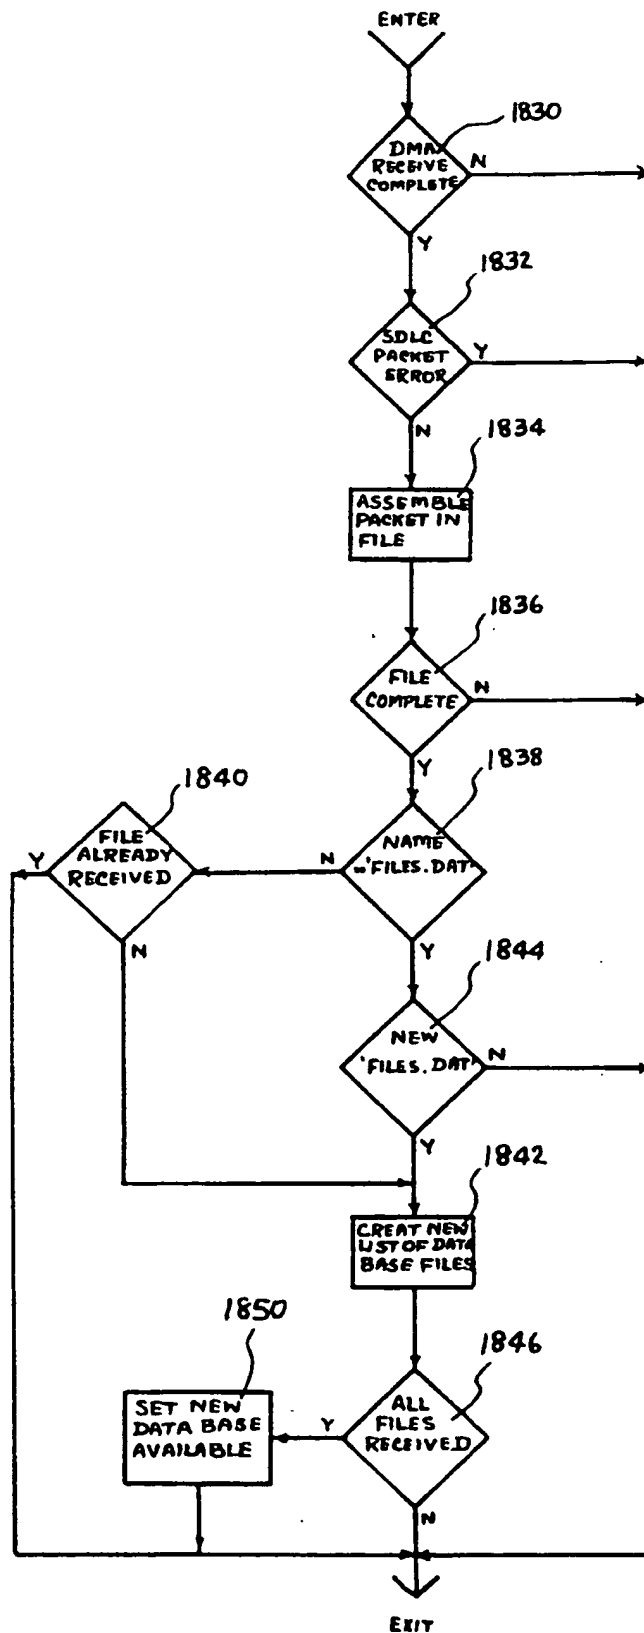 ENTER
1830
DMA
RECEIVE
COMPLETE
N
Y
1832
SDLC
PACKET
ERROR
Y
N
1834
ASSEMBLE
PACKET IN
FILE
1836
FILE
COMPLETE
N
Y
1838
1840
NAME
='FILES.DAT'
N
Y
FILE
ALREADY
RECEIVED
Y
N
1844
NEW
'FILES.DAT'
N
Y
1842
CREAT NEW
LIST OF DATA
BASE FILES
1850
1846
ALL
FILES
RECEIVED
Y
N
SET NEW
DATA BASE
AVAILABLE
EXIT